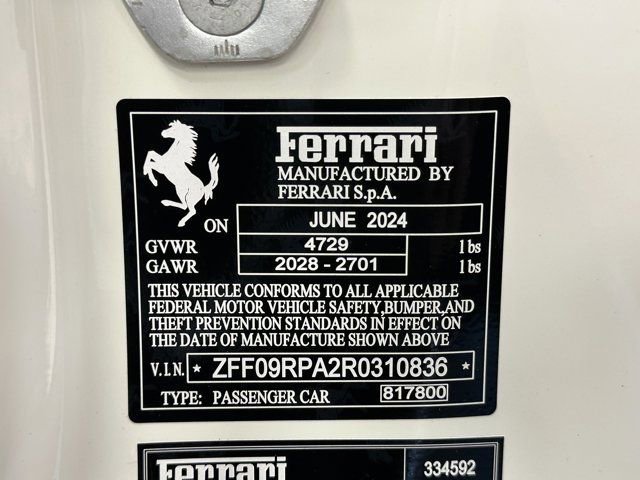 Ferrari
MANUFACTURED BY
FERRARI S.p.A.
ON JUNE 2024
GVWR 4729 lbs
GAWR 2028 - 2701 lbs
THIS VEHICLE CONFORMS TO ALL APPLICABLE
FEDERAL MOTOR VEHICLE SAFETY,BUMPER,AND
THEFT PREVENTION STANDARDS IN EFFECT ON
THE DATE OF MANUFACTURE SHOWN ABOVE
V.I.N. * ZFF09RPA2R0310836 *
TYPE: PASSENGER CAR 817800
Ferrari 334592